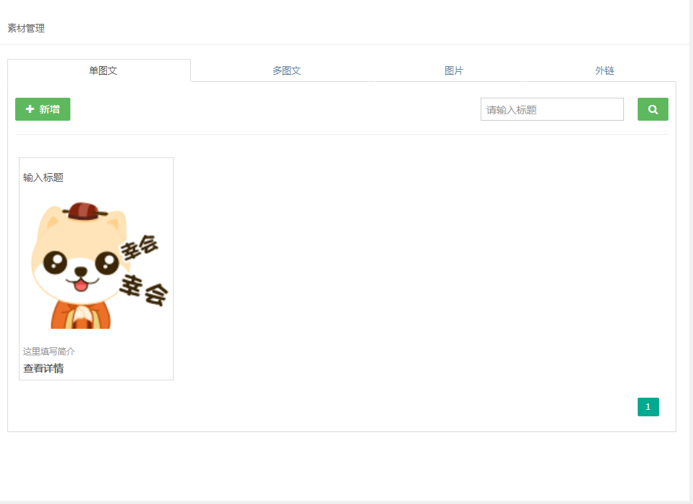 素材管理
单图文
多图文
图片
外链
新增
请输入标题
输入标题
幸会
幸会
这里填写简介
查看详情
1